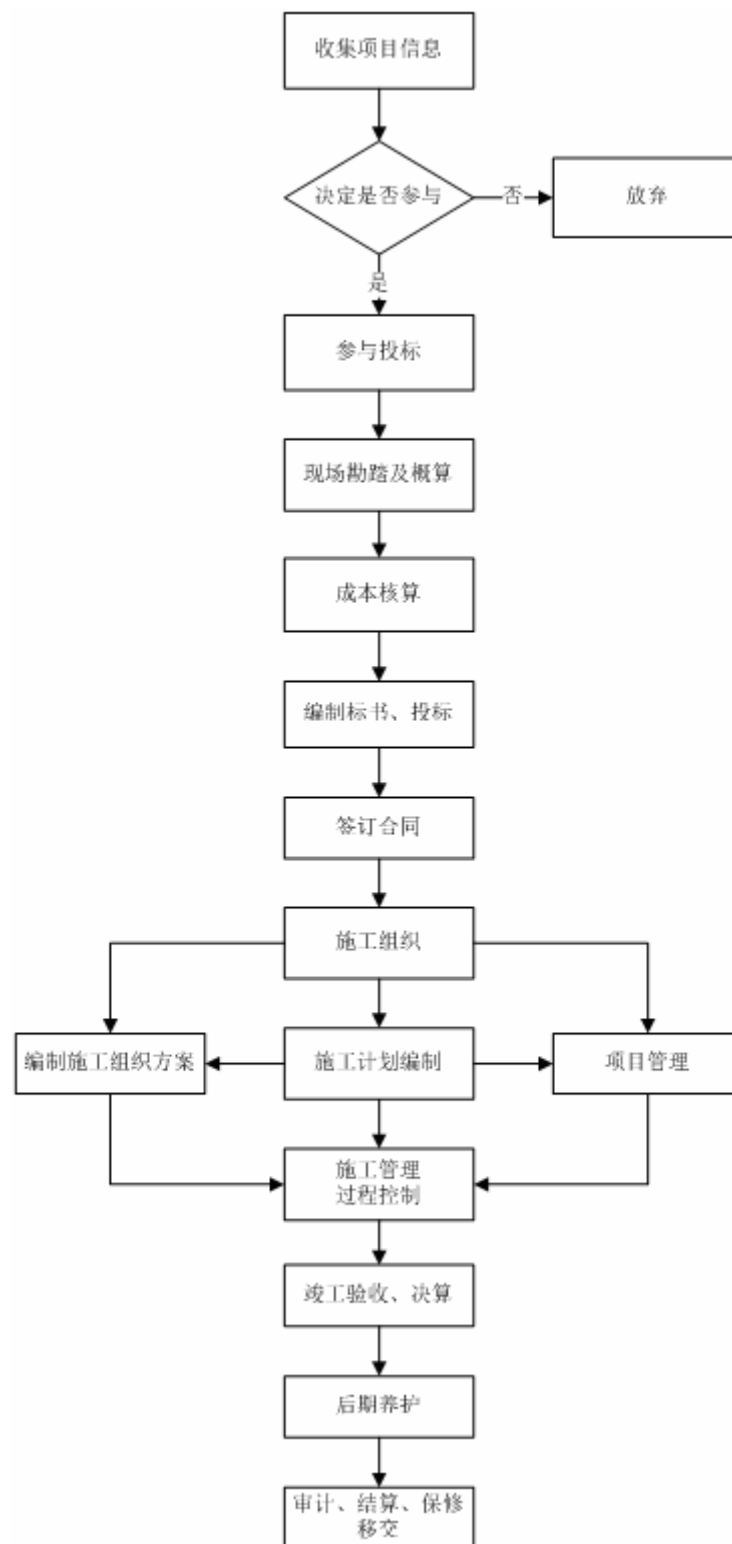 收集项目信息
决定是否参与
否
放弃
是
参与投标
现场勘踏及概算
成本核算
编制标书、投标
签订合同
施工组织
编制施工组织方案
施工计划编制
项目管理
施工管理
过程控制
竣工验收、决算
后期养护
审计、结算、保修
移交